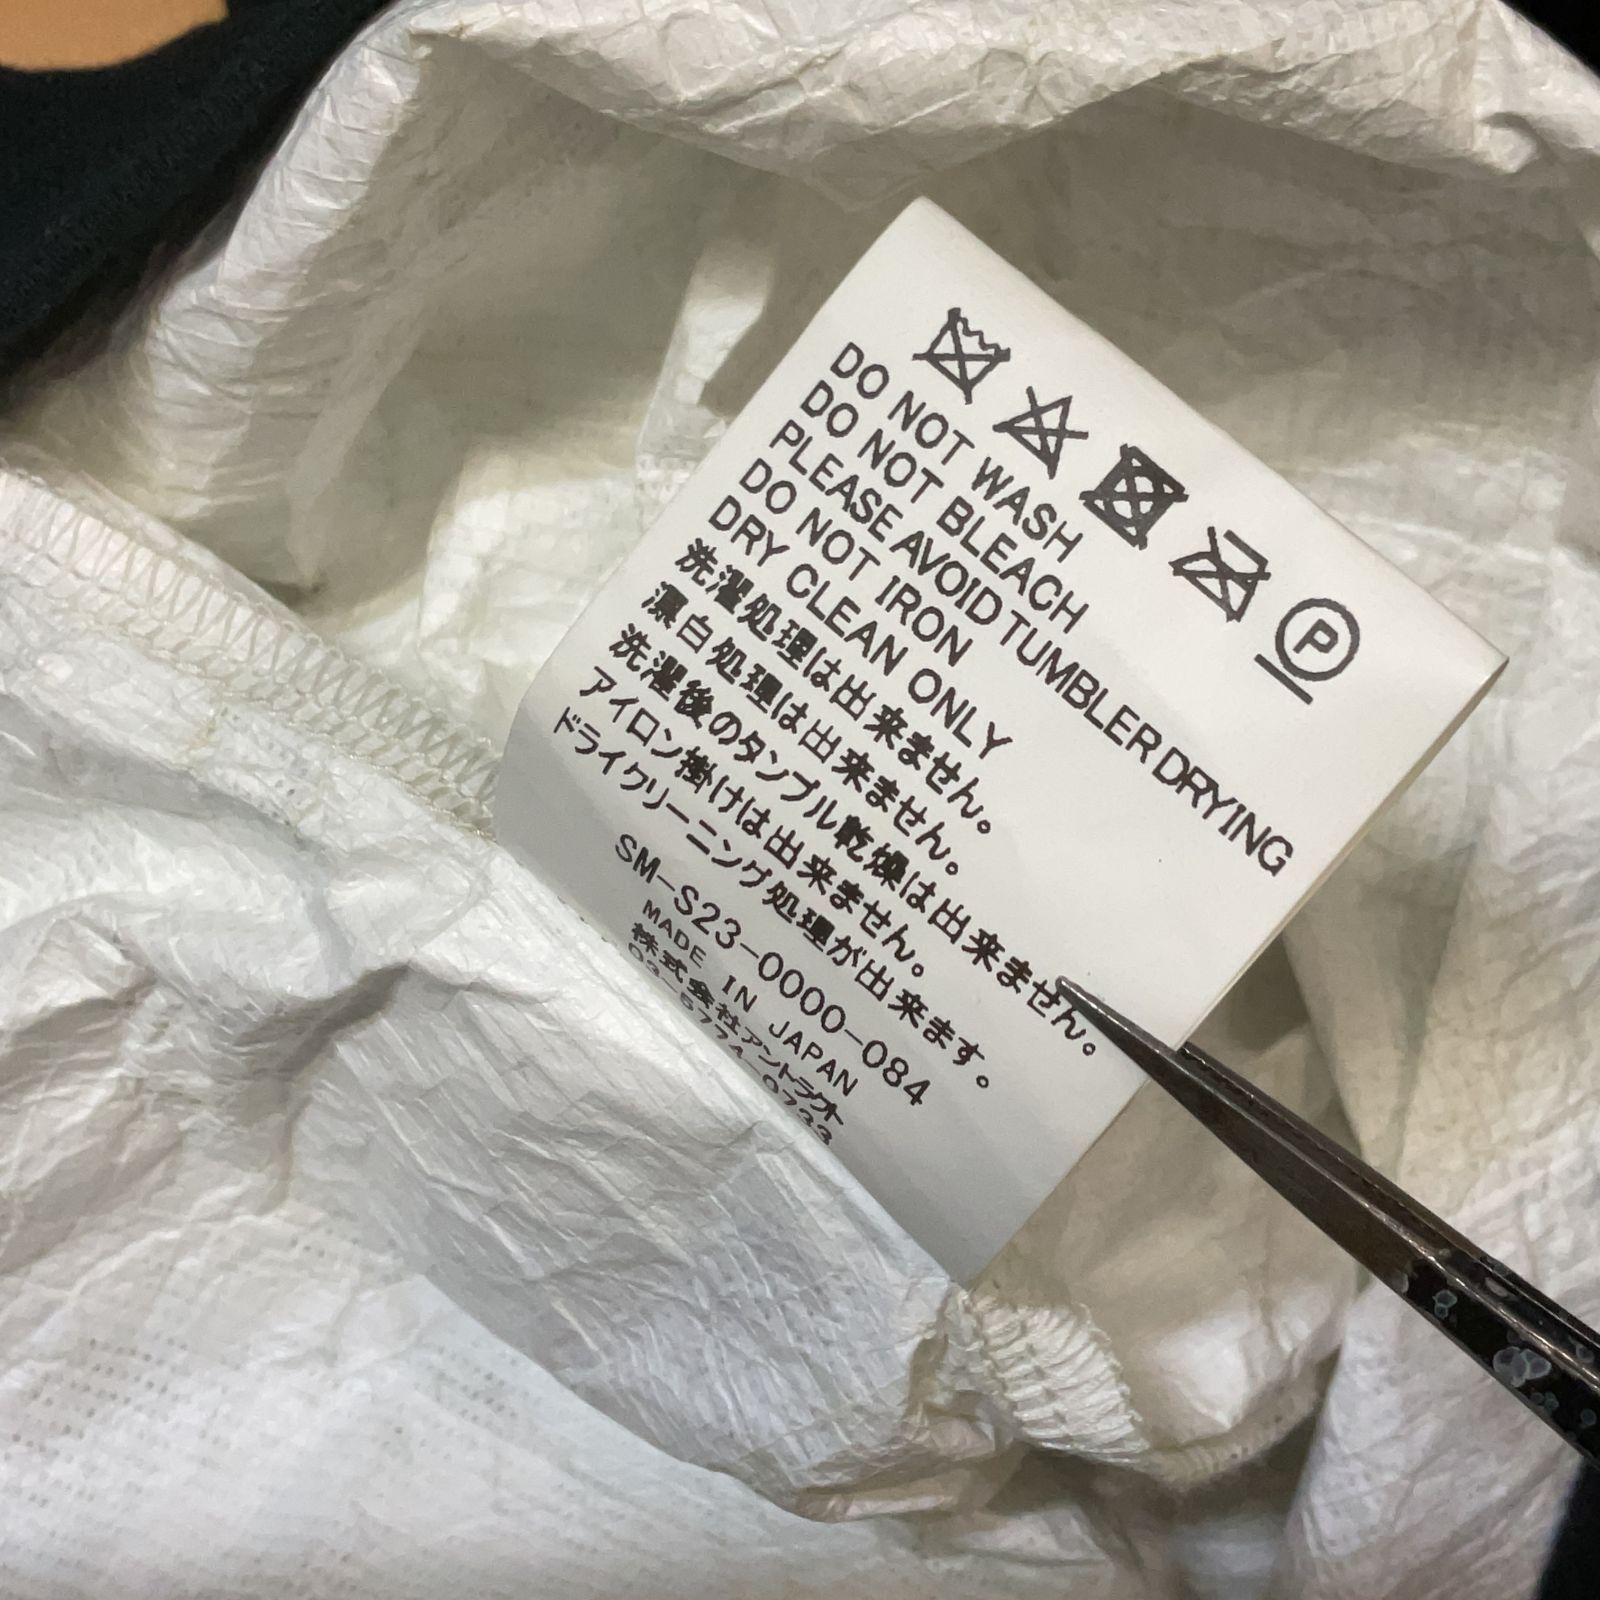 P
DO NOT WASH
DO NOT BLEACH
PLEASE AVOID TUMBLER DRYING
DO NOT IRON
DRY CLEAN ONLY
洗濯処理は出来ません。
漂白処理は出来ません。
洗濯後のタンブル乾燥は出来ません。
アイロン掛けは出来ません。
ドライクリーニング処理が出来ます。
SM-S23-0000-084
MADE IN JAPAN
株式会社アントラクト
03-5774-0733